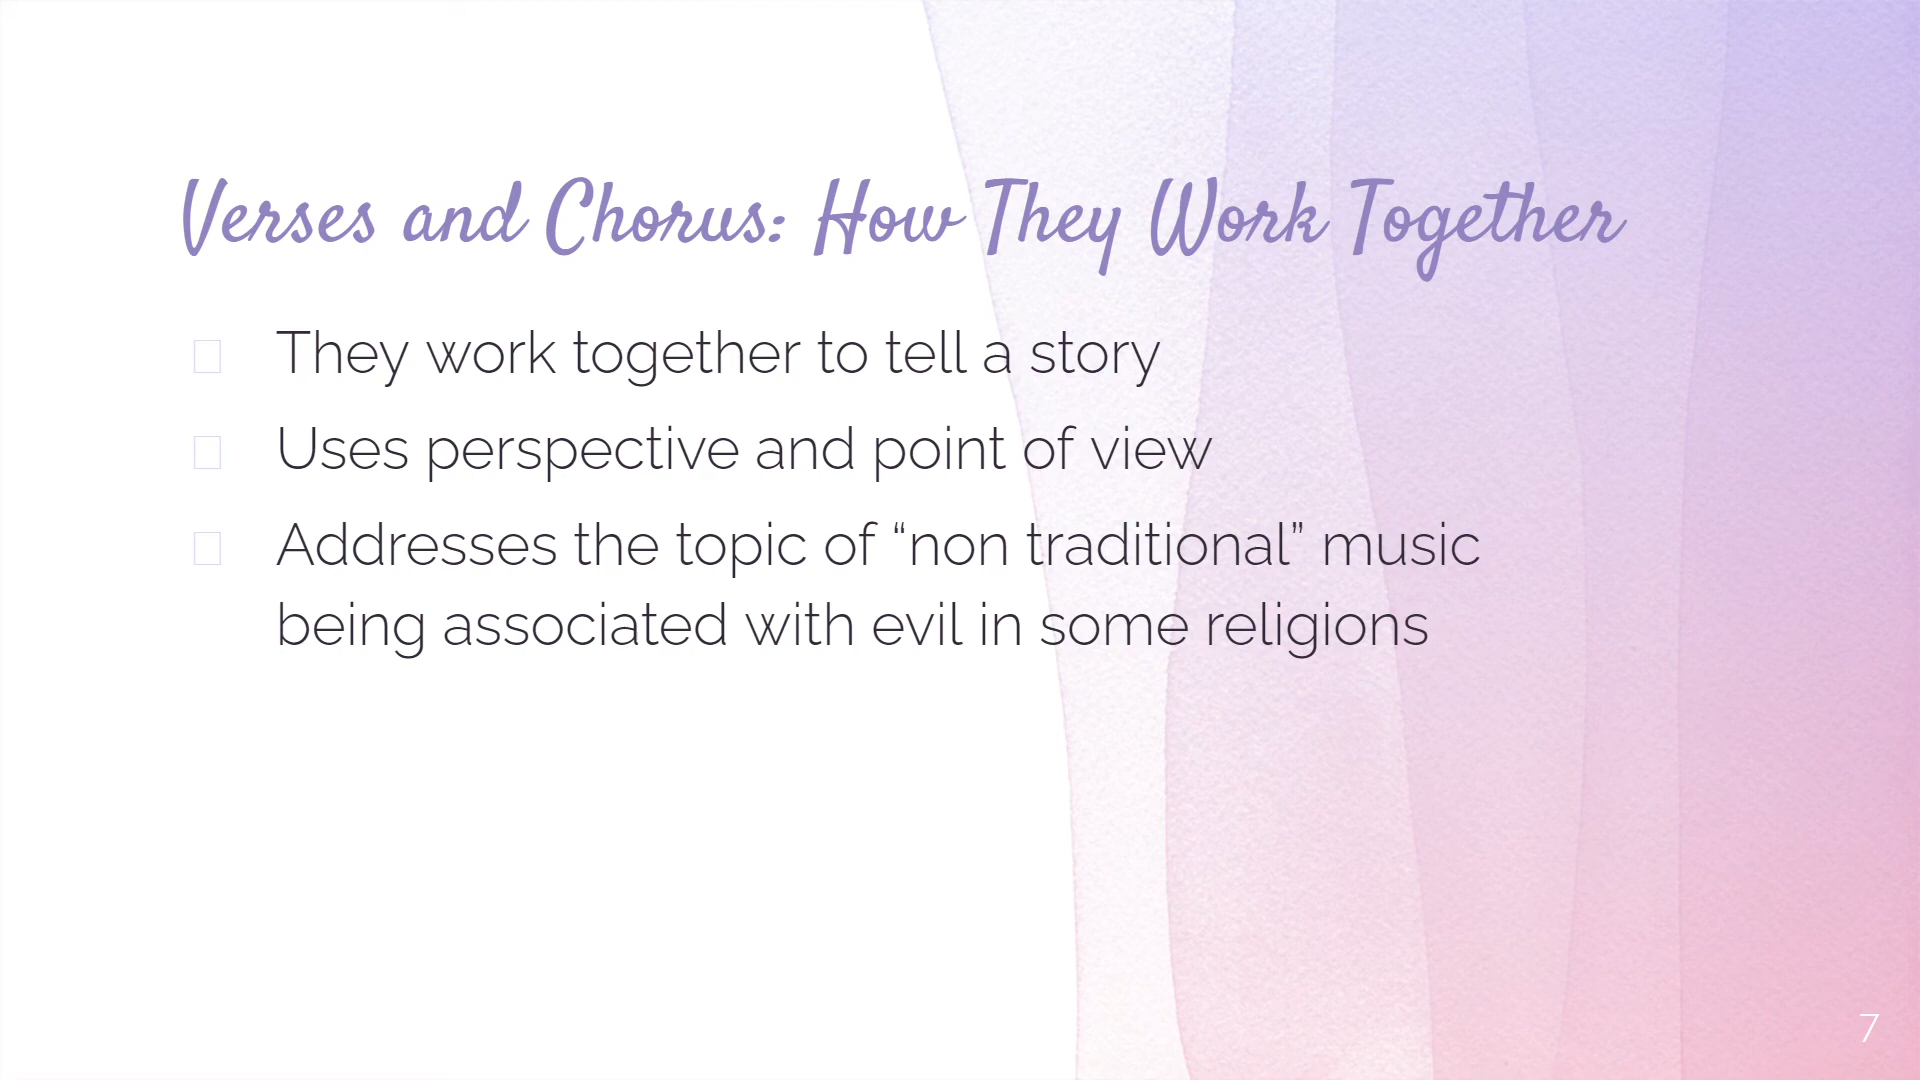 Verses and Chorus: How They Work Together
They work together to tell a story
Uses perspective and point of view
Addresses the topic of “non traditional” music
being associated with evil in some religions
7